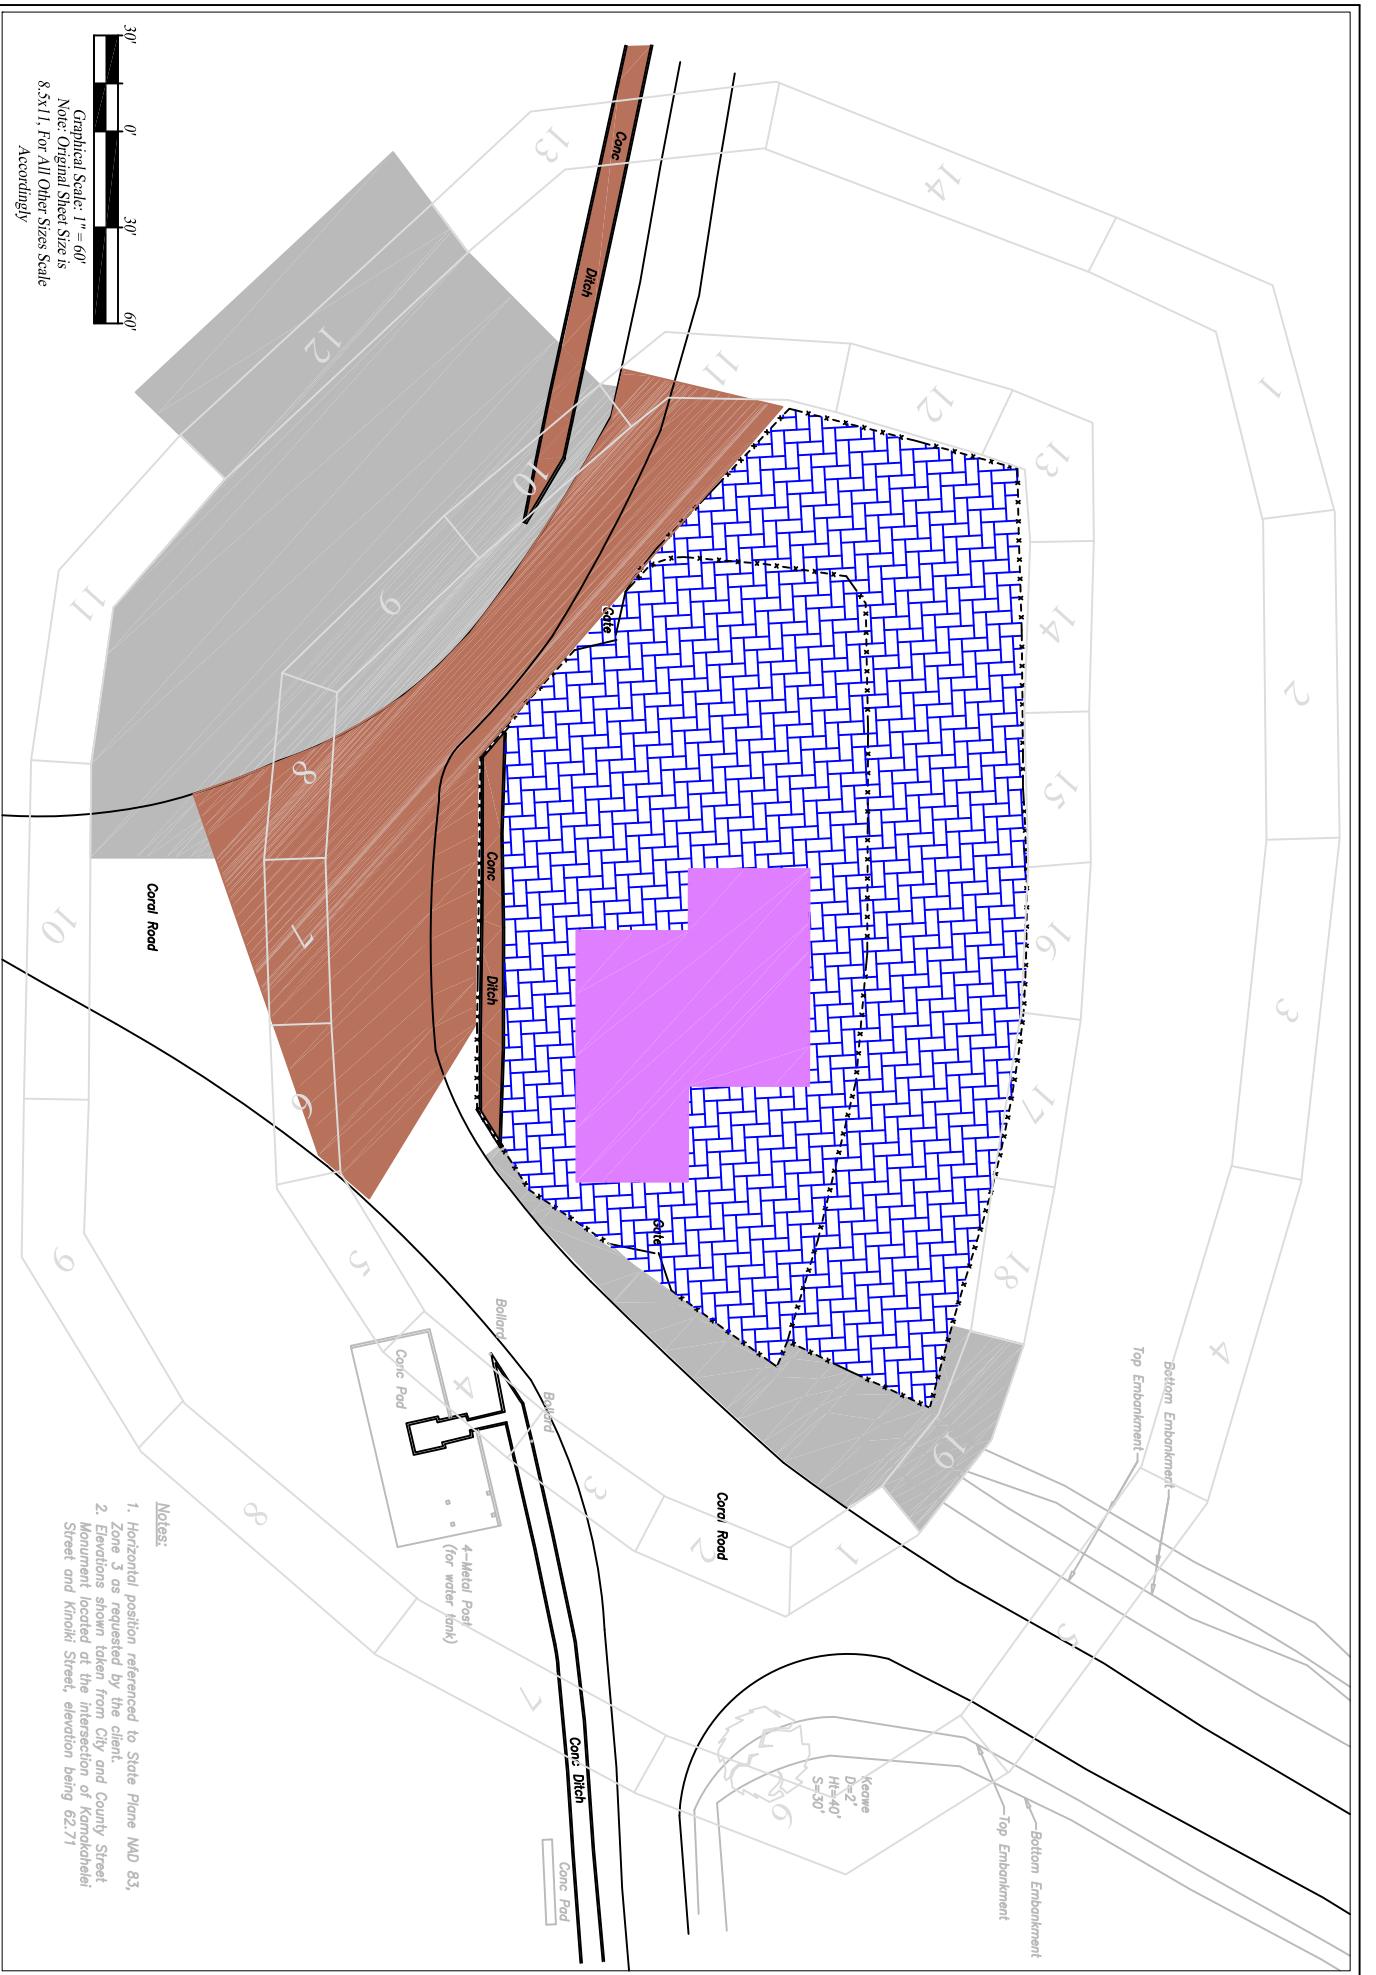 30'
0'
30'
60'
Graphical Scale: 1" = 60'
Note: Original Sheet Size is
8.5x11, For All Other Sizes Scale
Accordingly
Conc
Ditch
13
14
1
2
3
4
5
6
7
8
9
10
11
12
11
12
13
14
15
16
17
18
19
1
2
3
4
5
6
7
8
9
10
Gate
Conc
Ditch
Gate
Coral Road
Coral Road
Bollard
Bollard
Conc Pad
4-Metal Post
(for water tank)
Conc Ditch
Conc Pad
Bottom Embankment
Top Embankment
Keawe
D=2'
Ht=40'
S=30'
Top Embankment
Bottom Embankment
Notes:
1. Horizontal position referenced to State Plane NAD 83,
Zone 3 as requested by the client.
2. Elevations shown taken from City and County Street
Monument located at the intersection of Kamakahelei
Street and Kinoiki Street, elevation being 62.71